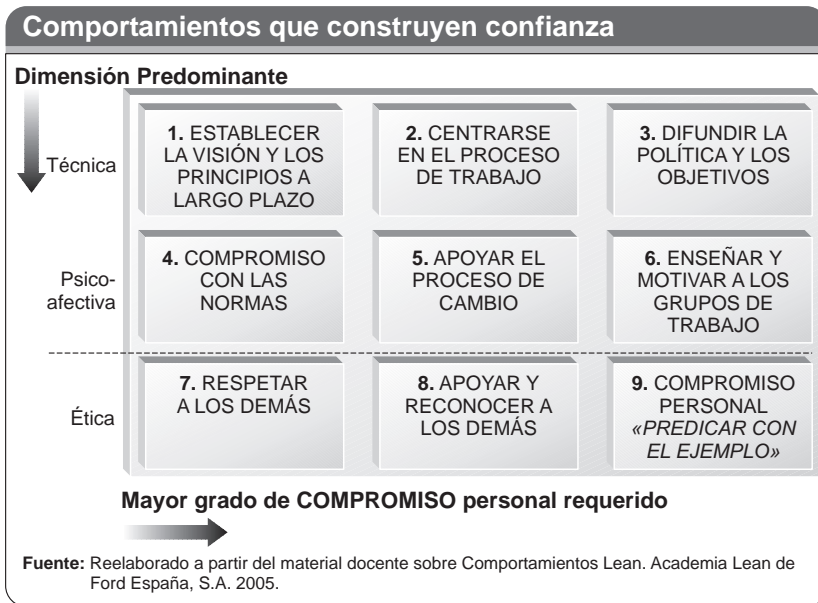 Comportamientos que construyen confianza
Dimensión Predominante
Técnica
1. ESTABLECER
LA VISIÓN Y LOS
PRINCIPIOS A
LARGO PLAZO
2. CENTRARSE
EN EL PROCESO
DE TRABAJO
3. DIFUNDIR LA
POLÍTICA Y LOS
OBJETIVOS
Psico-
afectiva
4. COMPROMISO
CON LAS
NORMAS
5. APOYAR EL
PROCESO DE
CAMBIO
6. ENSEÑAR Y
MOTIVAR A LOS
GRUPOS DE
TRABAJO
Ética
7. RESPETAR
A LOS DEMÁS
8. APOYAR Y
RECONOCER A
LOS DEMÁS
9. COMPROMISO
PERSONAL
«PREDICAR CON
EL EJEMPLO»
Mayor grado de COMPROMISO personal requerido
Fuente: Reelaborado a partir del material docente sobre Comportamientos Lean. Academia Lean de
Ford España, S.A. 2005.